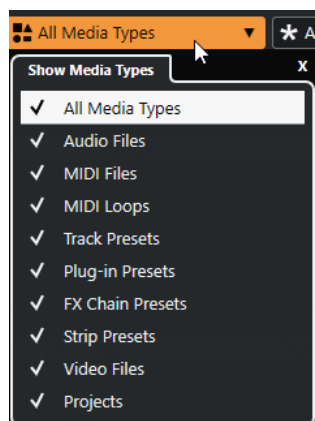 All Media Types
A
Show Media Types X
All Media Types
Audio Files
MIDI Files
MIDI Loops
Track Presets
Plug-in Presets
FX Chain Presets
Strip Presets
Video Files
Projects